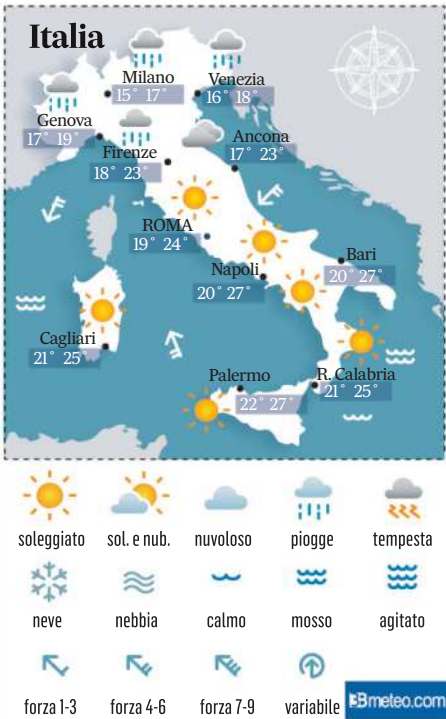 Italia
Milano
15° 17°
Venezia
16° 18°
Genova
17° 19°
Firenze
18° 23°
Ancona
17° 23°
ROMA
19° 24°
Napoli
20° 27°
Bari
20° 27°
Cagliari
21° 25°
Palermo
22° 27°
R. Calabria
21° 25°
soleggiato sol. e nub. nuvoloso piogge tempesta
neve nebbia calmo mosso agitato
forza 1-3 forza 4-6 forza 7-9 variabile
3Bmeteo.com